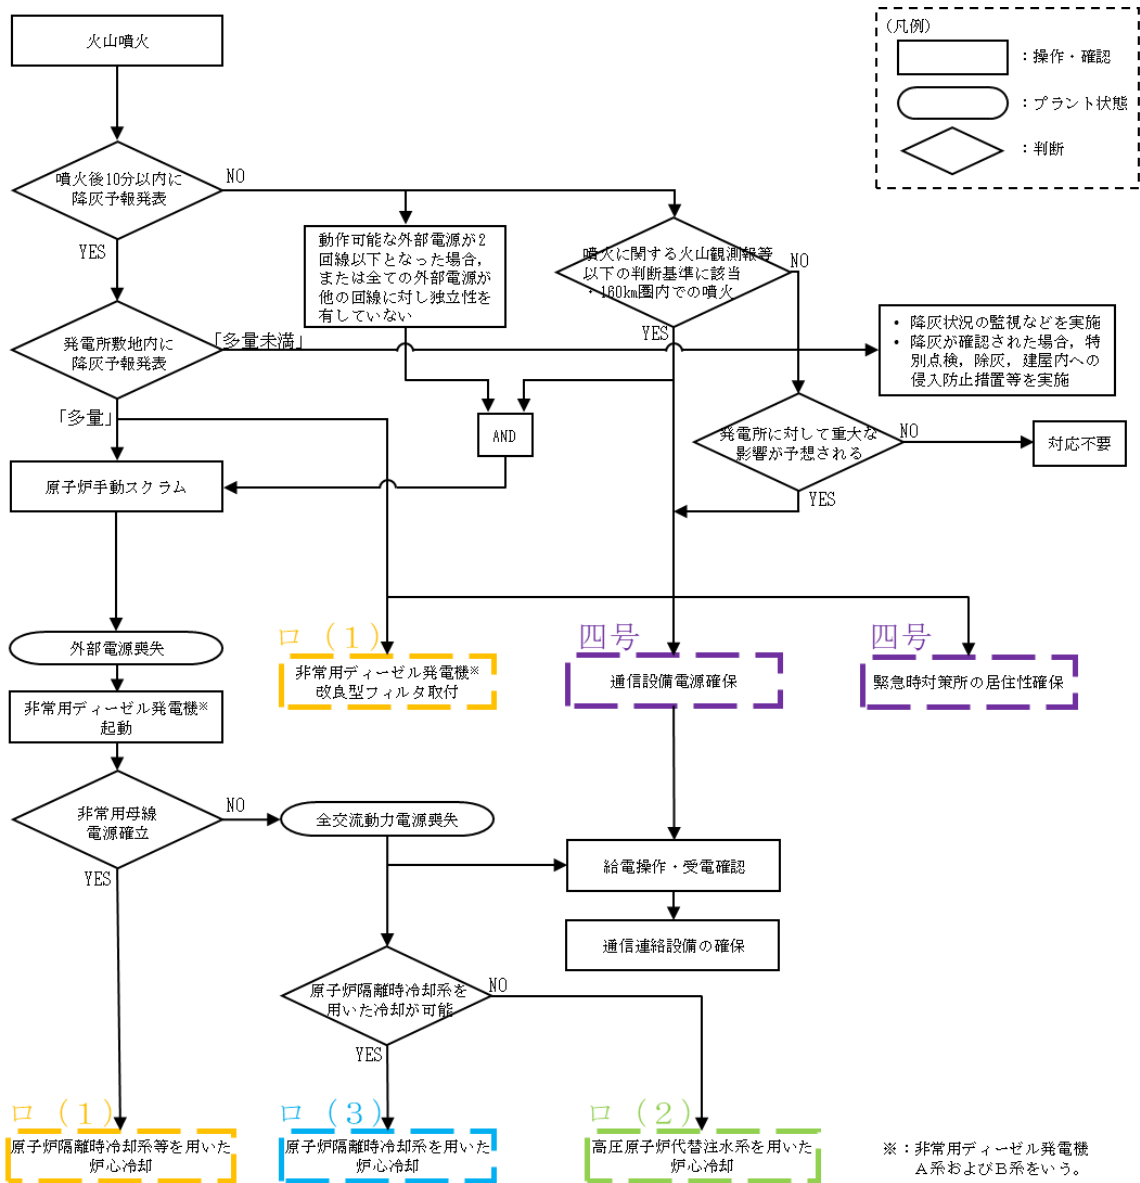 火山噴火
(凡例)
：操作・確認
：プラント状態
：判断
噴火後10分以内に
降灰予報発表
NO
YES
動作可能な外部電源が2
回線以下となった場合，
または全ての外部電源が
他の回線に対し独立性を
有していない
噴火に関する火山観測報等
以下の判断基準に該当
・160km圏内での噴火
NO
YES
発電所敷地内に
降灰予報発表
「多量未満」
「多量」
• 降灰状況の監視などを実施
• 降灰が確認された場合，特
別点検，除灰，建屋内への
侵入防止措置等を実施
AND
発電所に対して重大な
影響が予想される
NO
YES
対応不要
原子炉手動スクラム
外部電源喪失
ロ（１）
非常用ディーゼル発電機※
改良型フィルタ取付
四号
通信設備電源確保
四号
緊急時対策所の居住性確保
非常用ディーゼル発電機※
起動
非常用母線
電源確立
NO
YES
全交流動力電源喪失
給電操作・受電確認
通信連絡設備の確保
原子炉隔離時冷却系を
用いた冷却が可能
NO
YES
ロ（１）
原子炉隔離時冷却系等を用いた
炉心冷却
ロ（３）
原子炉隔離時冷却系を用いた
炉心冷却
ロ（２）
高圧原子炉代替注水系を用いた
炉心冷却
※：非常用ディーゼル発電機
Ａ系およびＢ系をいう。